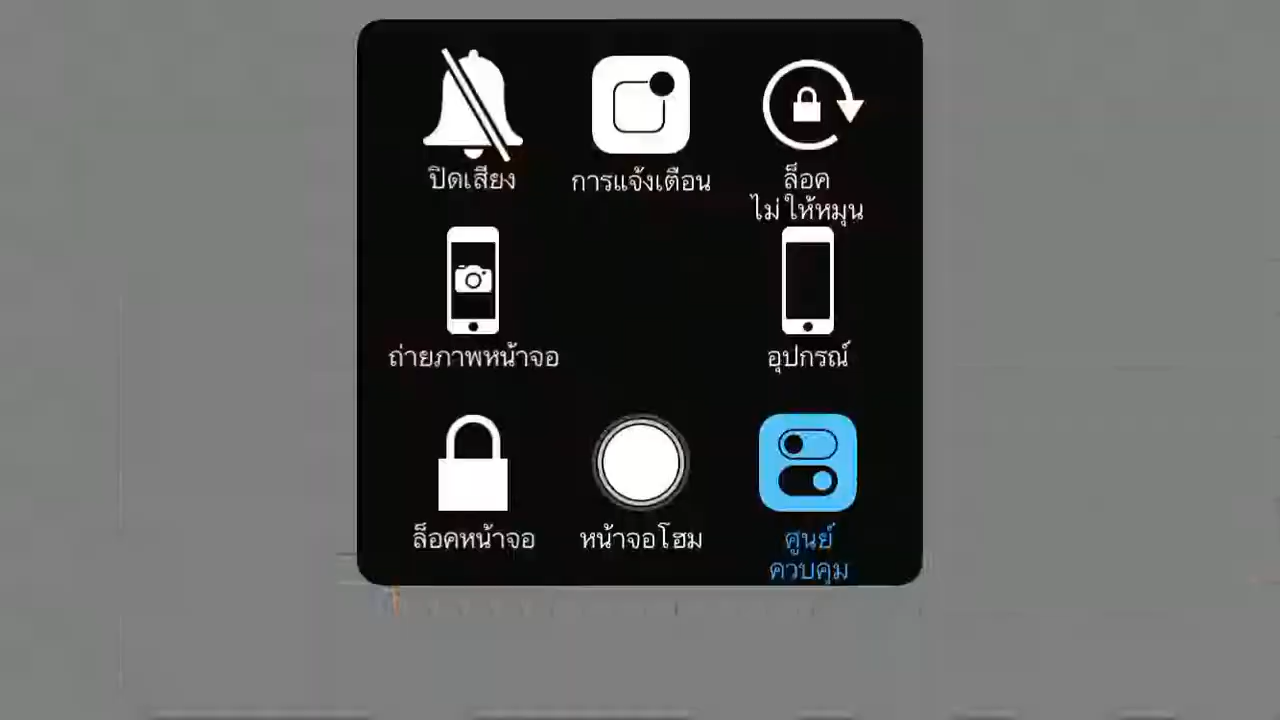 ปิดเสียง
การแจ้งเตือน
ล็อค
ไม่ให้หมุน
ถ่ายภาพหน้าจอ
อุปกรณ์
ล็อคหน้าจอ
หน้าจอโฮม
ศูนย์
ควบคุม